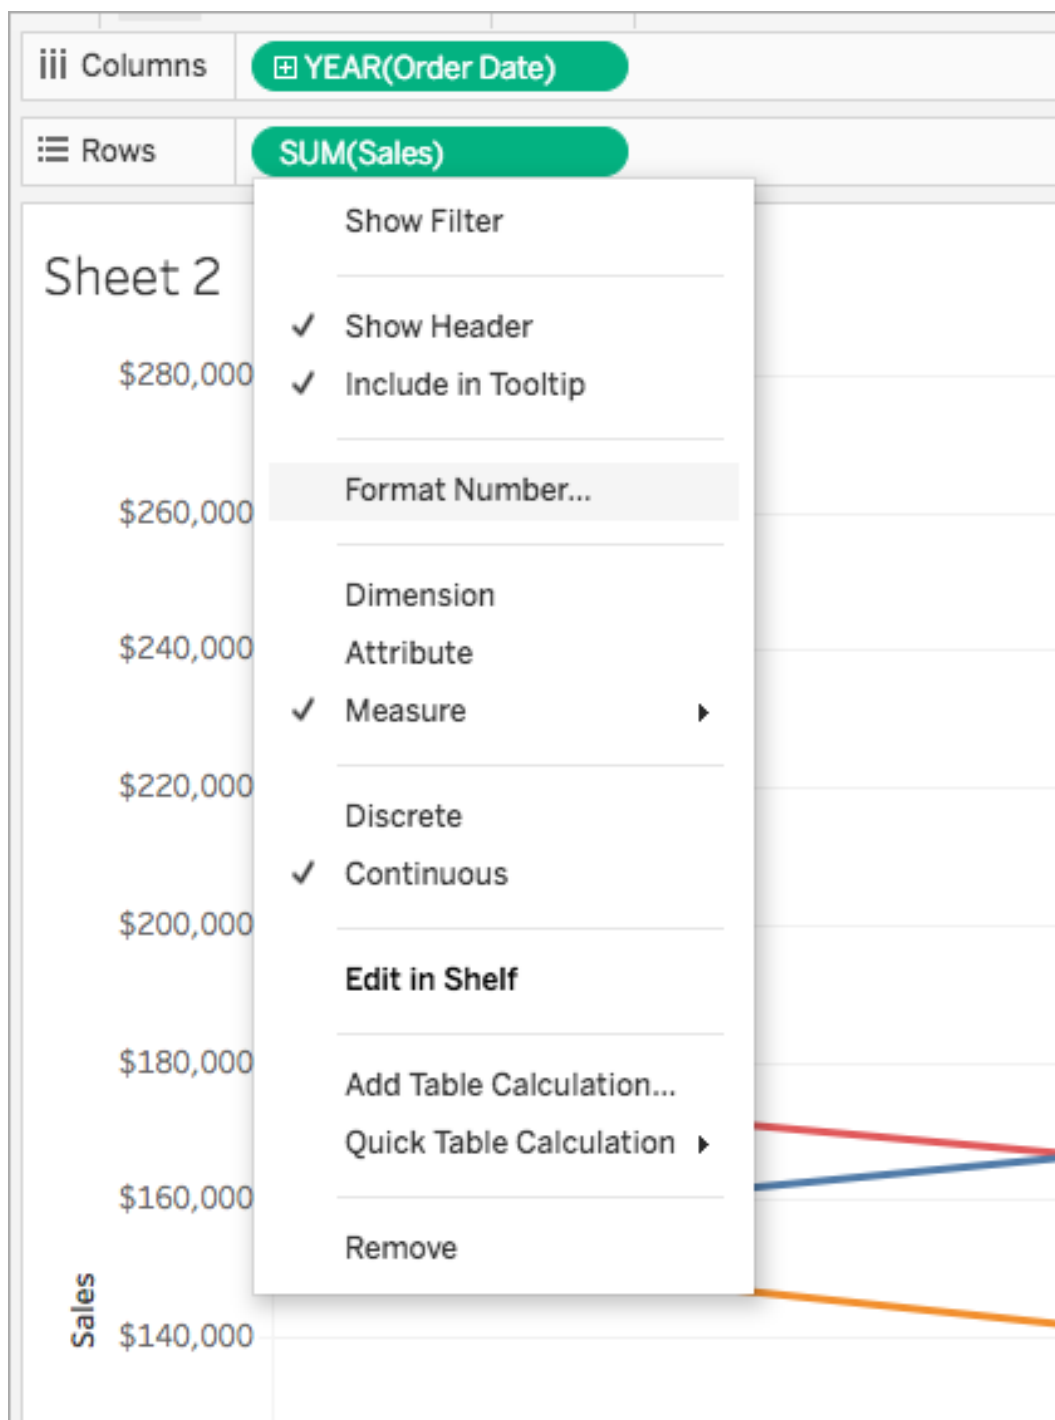 Columns
YEAR(Order Date)
Rows
SUM(Sales)
Sheet 2
Show Filter
Show Header
Include in Tooltip
Format Number...
Dimension
Attribute
Measure
Discrete
Continuous
Edit in Shelf
Add Table Calculation...
Quick Table Calculation
Remove
$280,000
$260,000
$240,000
$220,000
$200,000
$180,000
$160,000
$140,000
Sales